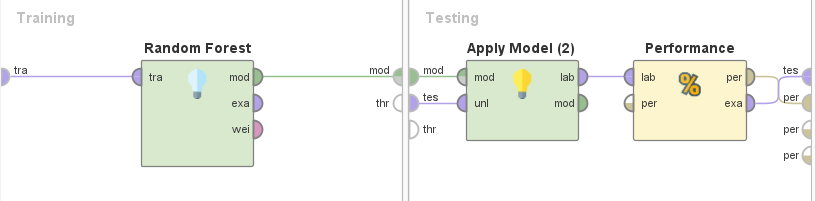 Training
Testing
Random Forest
Apply Model (2)
Performance
tra
tra
mod
exa
wei
mod
thr
mod
tes
thr
mod
unl
lab
mod
lab
per
per
exa
tes
per
per
per